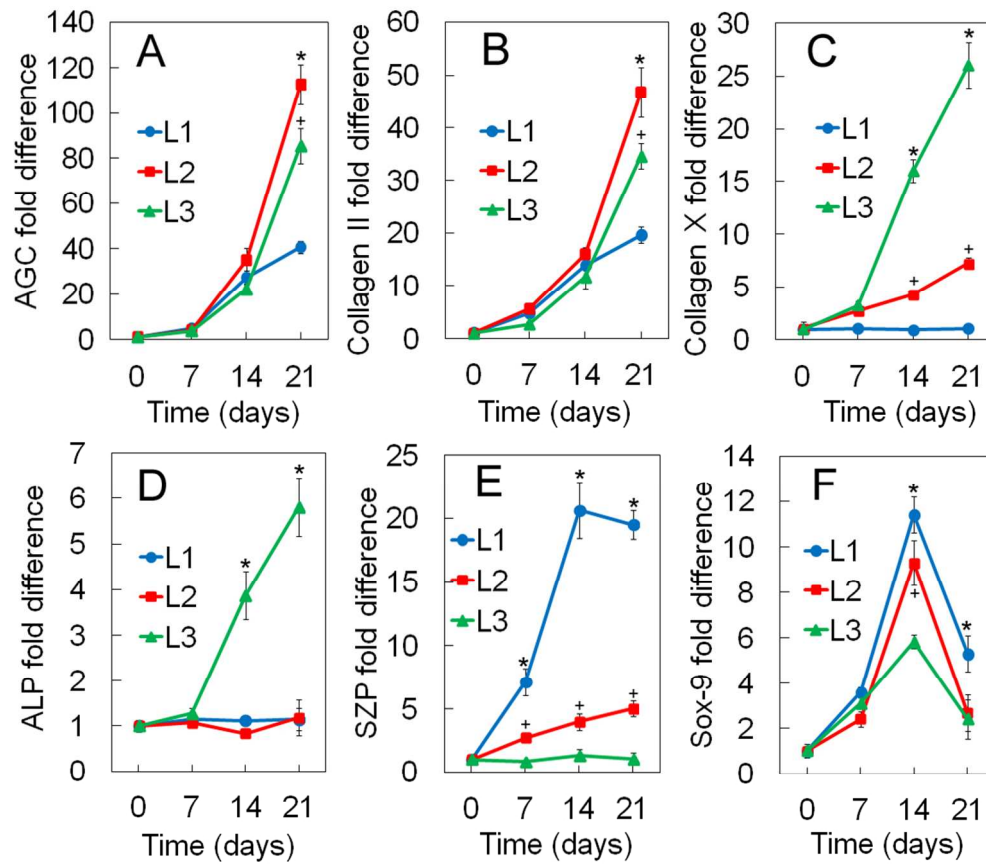 A
AGC fold difference
140
120
100
80
60
40
20
0
L1
L2
L3
*
+
0 7 14 21
Time (days)
B
Collagen II fold difference
60
50
40
30
20
10
0
L1
L2
L3
*
+
0 7 14 21
Time (days)
C
Collagen X fold difference
30
25
20
15
10
5
0
L1
L2
L3
*
*
+
+
0 7 14 21
Time (days)
D
ALP fold difference
7
6
5
4
3
2
1
0
L1
L2
L3
*
*
0 7 14 21
Time (days)
E
SZP fold difference
25
20
15
10
5
0
L1
L2
L3
*
*
*
+
+
+
0 7 14 21
Time (days)
F
Sox-9 fold difference
14
12
10
8
6
4
2
0
L1
L2
L3
*
+
*
0 7 14 21
Time (days)